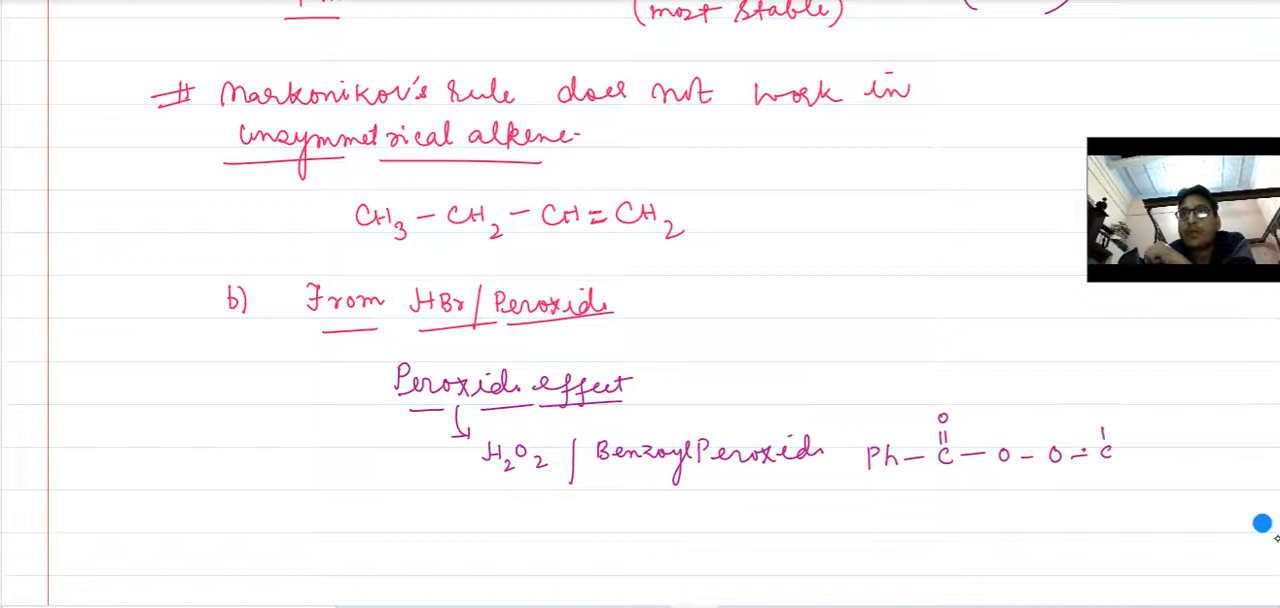 (most stable)
# Markonikov's rule does not work in
unsymmetrical alkene-
CH3 - CH2 - CH = CH2
b) From HBr/Peroxide
Peroxide effect
H2O2 / Benzoyl Peroxide Ph - C - O - O - C
O